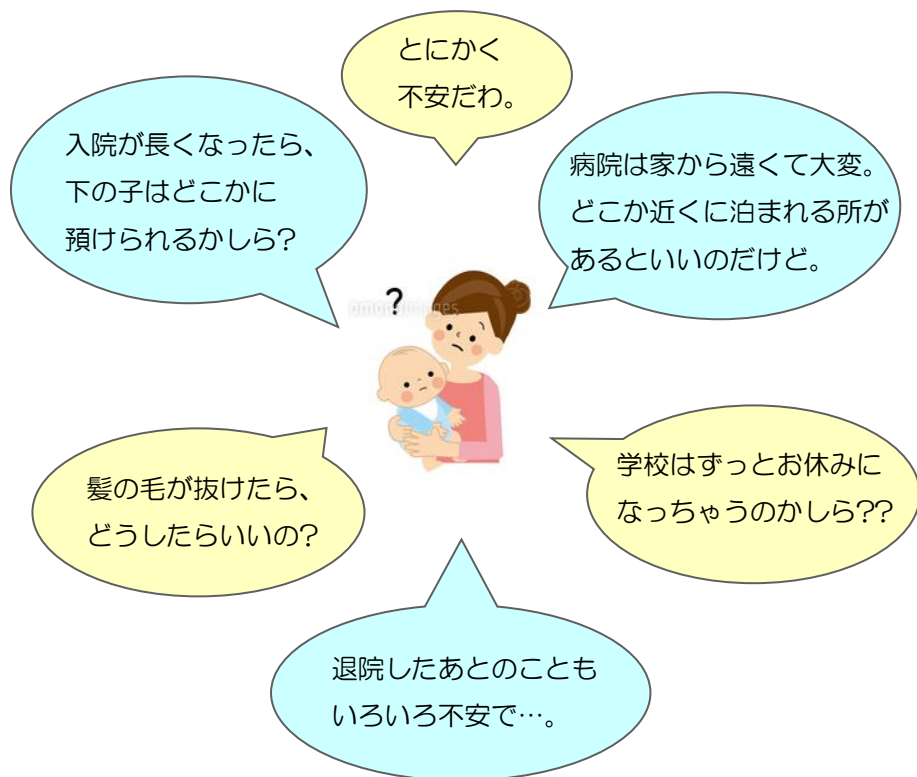 とにかく
不安だわ。
入院が長くなったら、
下の子はどこかに
預けられるかしら?
病院は家から遠くて大変。
どこか近くに泊まれる所が
あるといいのだけど。
?
amanaimages
髪の毛が抜けたら、
どうしたらいいの?
学校はずっとお休みに
なっちゃうのかしら??
退院したあとのことも
いろいろ不安で…。